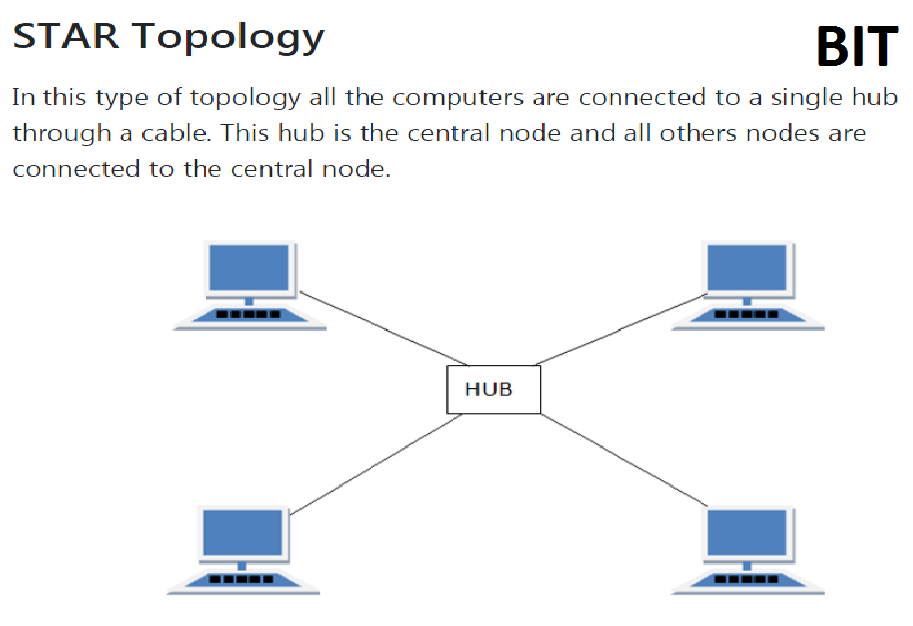 STAR Topology
BIT
In this type of topology all the computers are connected to a single hub
through a cable. This hub is the central node and all others nodes are
connected to the central node.
HUB